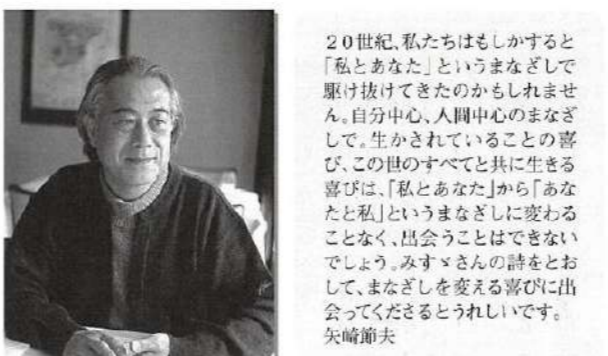 20世紀、私たちはもしかすると
「私とあなた」というまなざしで
駆け抜けてきたのかもしれませ
ん。自分中心、人間中心のまなざ
しで。生かされていることの喜
び、この世のすべてと共に生きる
喜びは、「私とあなた」から「あな
たと私」というまなざしに変わる
ことなく、出会うことはできない
でしょう。みすゞさんの詩をとお
して、まなざしを変える喜びに出
会ってくださるとうれしいです。
矢崎節夫